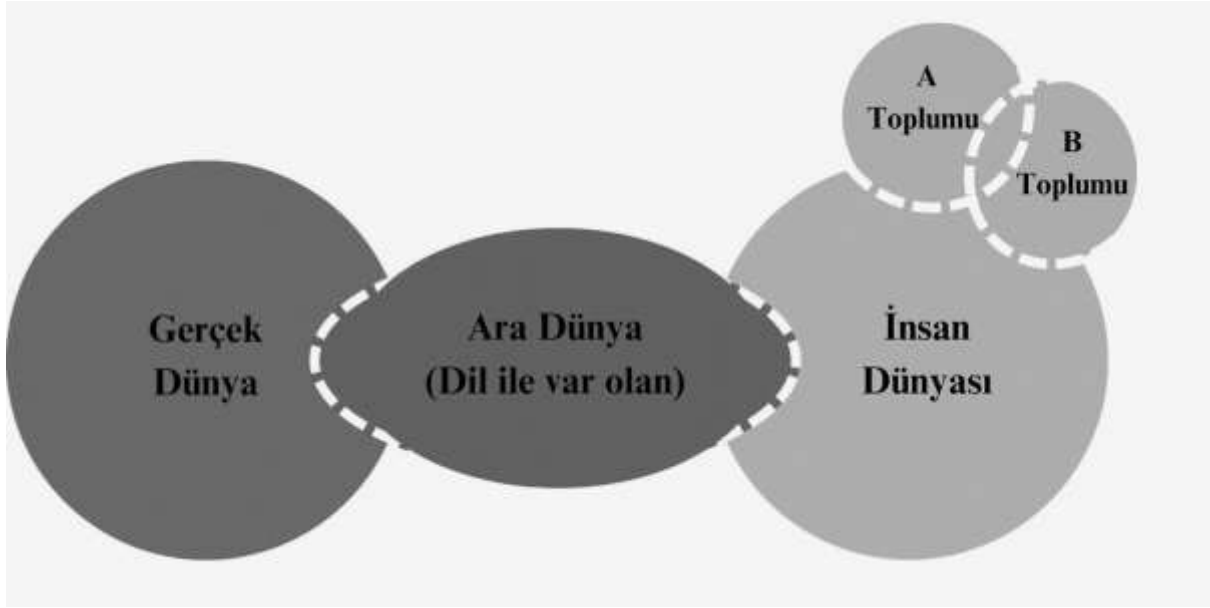 A
Toplumu
B
Toplumu
Gerçek
Dünya
Ara Dünya
(Dil ile var olan)
İnsan
Dünyası